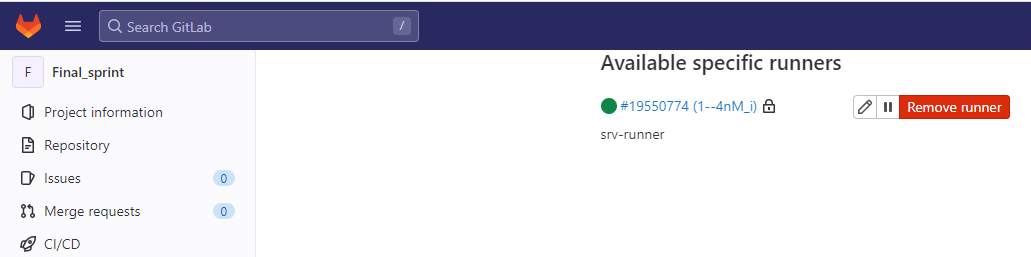 Search GitLab /
F Final_sprint
Project information
Repository
Issues 0
Merge requests 0
CI/CD
Available specific runners
#19550774 (1--4nM_i)
Remove runner
srv-runner